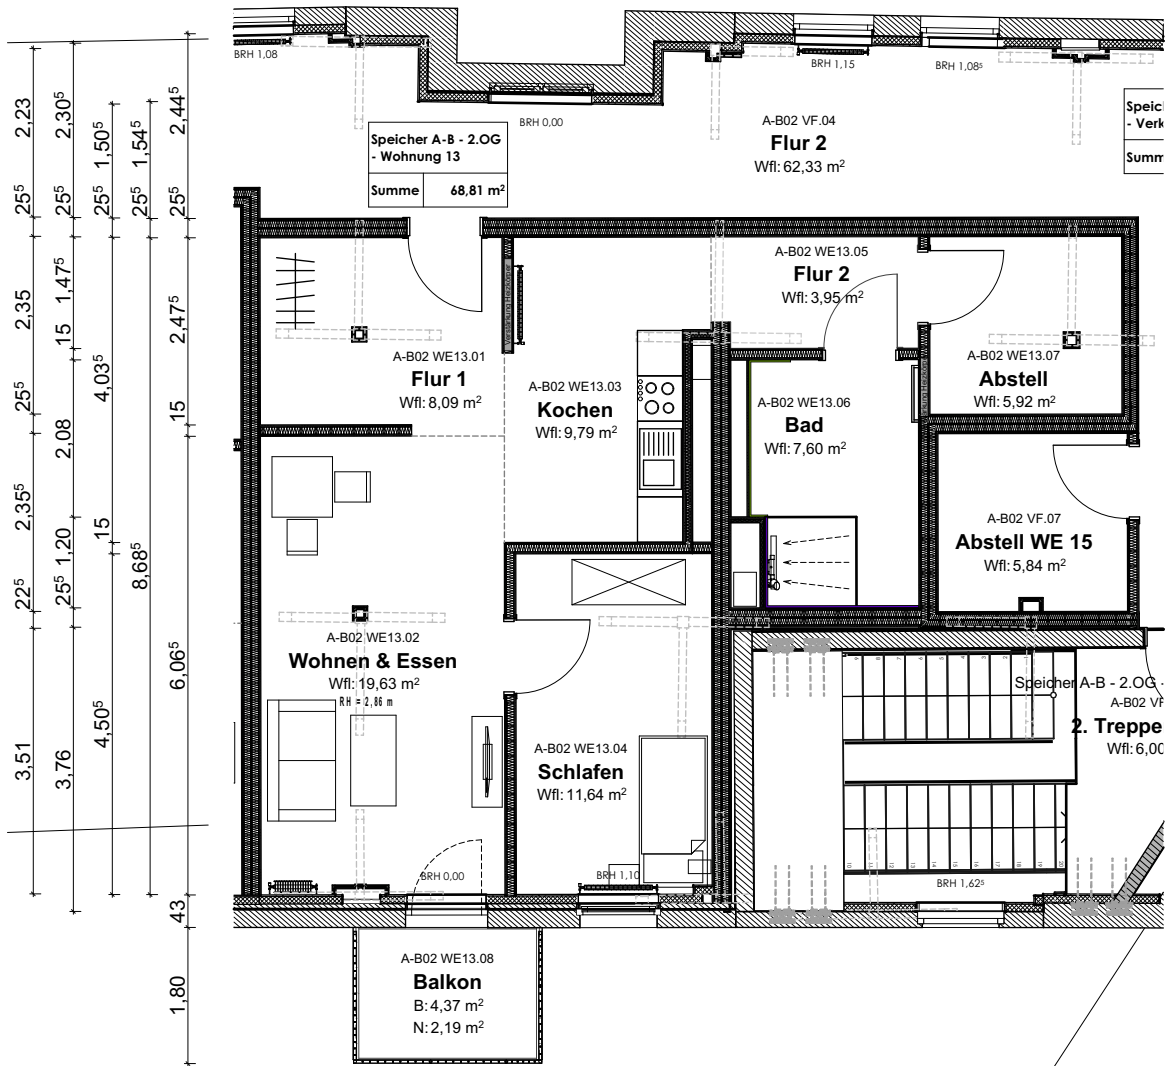 BRH 1,08
BRH 0,00
BRH 1,15
BRH 1,08⁵
Speicher A-B - 2.OG
- Wohnung 13
Summe 68,81 m²
A-B02 VF.04
Flur 2
Wfl: 62,33 m²
Speich
- Verk
Summ
A-B02 WE13.05
Flur 2
Wfl: 3,95 m²
A-B02 WE13.01
Flur 1
Wfl: 8,09 m²
A-B02 WE13.03
Kochen
Wfl: 9,79 m²
A-B02 WE13.06
Bad
Wfl: 7,60 m²
A-B02 WE13.07
Abstell
Wfl: 5,92 m²
A-B02 VF.07
Abstell WE 15
Wfl: 5,84 m²
A-B02 WE13.02
Wohnen & Essen
Wfl: 19,63 m²
RH = 2,86 m
A-B02 WE13.04
Schlafen
Wfl: 11,64 m²
Speicher A-B - 2.OG -
A-B02 VF
2. Treppe
Wfl: 6,00
BRH 0,00
BRH 1,10
BRH 1,62⁵
A-B02 WE13.08
Balkon
B: 4,37 m²
N: 2,19 m²
2,23
25⁵
2,35
25⁵
2,35⁵
22⁵
3,51
2,30⁵
25⁵
1,47⁵
15
2,08
1,20
25⁵
3,76
1,50⁵
25⁵
4,03⁵
15
4,50⁵
1,54⁵
25⁵
8,68⁵
2,44⁵
25⁵
2,47⁵
15
6,06⁵
43
1,80